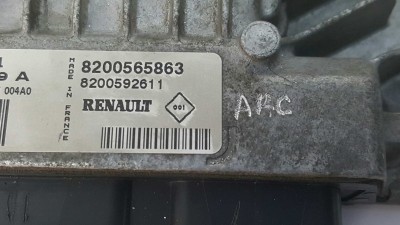 9 A
004A0
MADE IN FRANCE
8200565863
8200592611
RENAULT
001
ARC